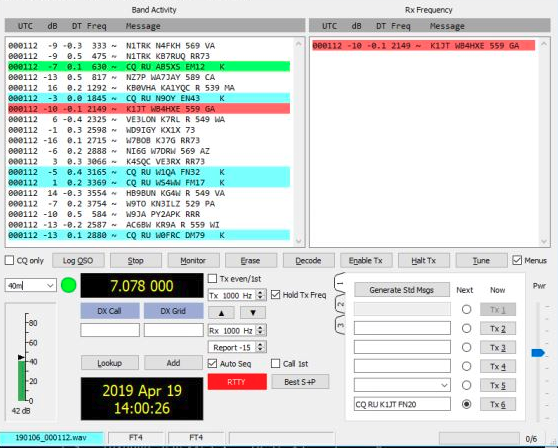 Band Activity
Rx Frequency
UTC dB DT Freq Message
UTC dB DT Freq Message
000112 -9 -0.3 333 ~ N1TRK N4FKH 569 VA
000112 -9 0.5 475 ~ N1TRK KB7RUQ RR73
000112 -7 0.1 630 ~ CQ RU AB5XS EM12 K
000112 -13 0.5 817 ~ NZ7P WA7JAY 589 CA
000112 16 0.2 1292 ~ KB0VHA KA1YQC R 539 MA
000112 -3 0.0 1845 ~ CQ RU N9OY EN43 K
000112 -10 -0.1 2149 ~ K1JT WB4HXE 559 GA
000112 6 -0.4 2325 ~ VE3LON K7RL R 549 WA
000112 -1 0.3 2598 ~ WD9IGY KX1X 73
000112 -16 0.1 2715 ~ W7BOB KJ7G RR73
000112 -6 0.2 2888 ~ NI6G W7DRW 569 AZ
000112 3 0.3 3066 ~ K4SQC VE3RX RR73
000112 -5 0.4 3165 ~ CQ RU W1QA FN32 K
000112 1 0.2 3369 ~ CQ RU WS4WW FM17 K
000112 14 -0.3 3554 ~ HB9BUN KG4W R 549 VA
000112 -7 0.2 3754 ~ W9TO KN3ILZ 529 PA
000112 -10 0.5 584 ~ W9JA PY2APK RRR
000112 -13 -0.2 2587 ~ AC6BW KR9A R 559 WI
000112 -13 0.1 2880 ~ CQ RU W0FRC DM79 K
000112 -10 -0.1 2149 ~ K1JT WB4HXE 559 GA
CQ only Log QSO Stop Monitor Erase Decode Enable Tx Halt Tx Tune Menus
40m
7.078 000
Tx even/1st
Tx 1000 Hz Hold Tx Freq
DX Call DX Grid
Rx 1000 Hz
Report -15
Lookup Add
Auto Seq Call 1st
RTTY Best S+P
2019 Apr 19
14:00:26
-80
-60
-40
-20
-0
42 dB
1
2
3
Generate Std Msgs Next Now
Pwr
Tx 1
Tx 2
Tx 3
Tx 4
Tx 5
CQ RU K1JT FN20 Tx 6
190106_000112.wav FT4 FT4 0/6